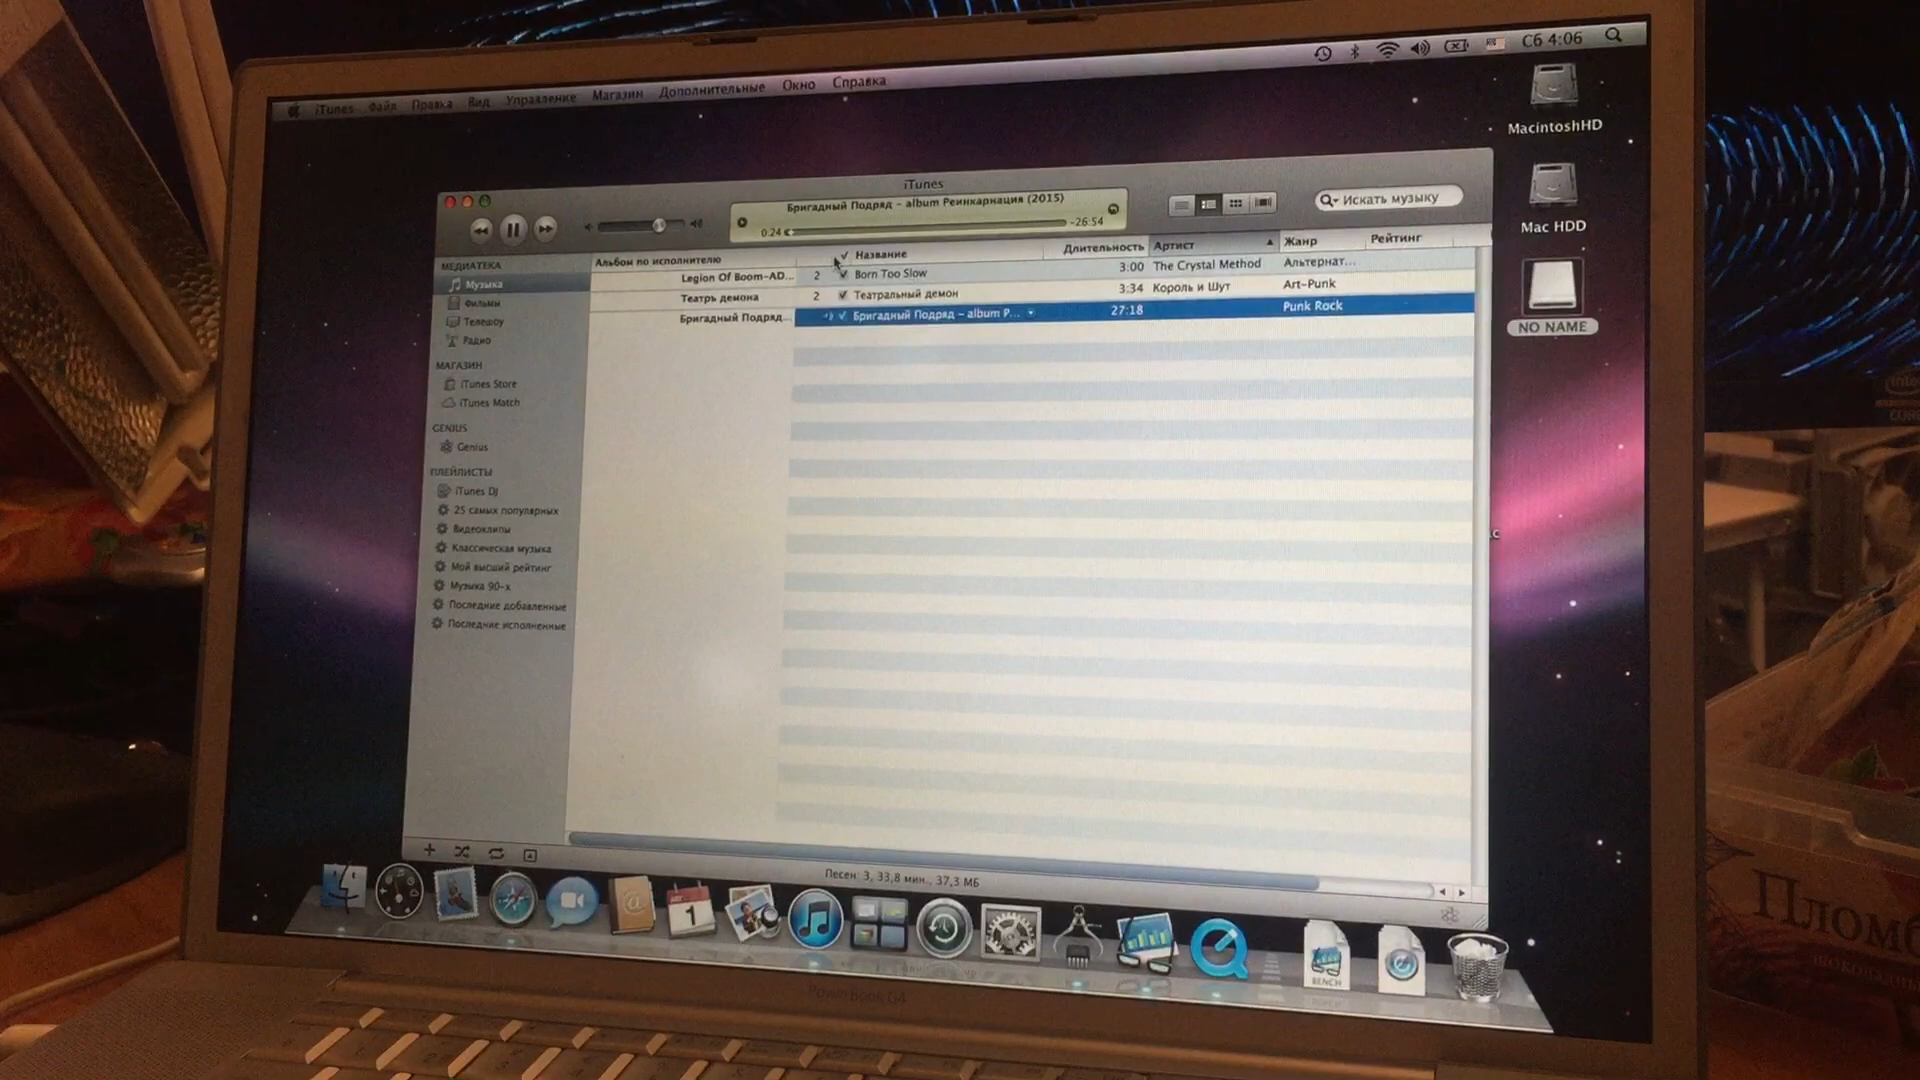 iTunes Файл Правка Вид Управление Магазин Дополнительные Окно Справка
Сб 4:06
MacintoshHD
Mac HDD
NO NAME
iTunes
Бригадный Подряд – album Реинкарнация (2015)
0:24 -26:54
Искать музыку
МЕДИАТЕКА
Музыка
Фильмы
Телешоу
Радио
МАГАЗИН
iTunes Store
iTunes Match
GENIUS
Genius
ПЛЕЙЛИСТЫ
iTunes DJ
25 самых популярных
Видеоклипы
Классическая музыка
Мой высший рейтинг
Музыка 90-х
Последние добавленные
Последние исполненные
Альбом по исполнителю Название Длительность Артист Жанр Рейтинг
Legion Of Boom-AD... 2 Born Too Slow 3:00 The Crystal Method Альтернат...
Театръ демона 2 Театральный демон 3:34 Король и Шут Art-Punk
Бригадный Подряд... Бригадный Подряд – album Р... 27:18 Punk Rock
Песен: 3, 33,8 мин., 37,3 МБ
1
BENCH
PowerBook G4
Пломб